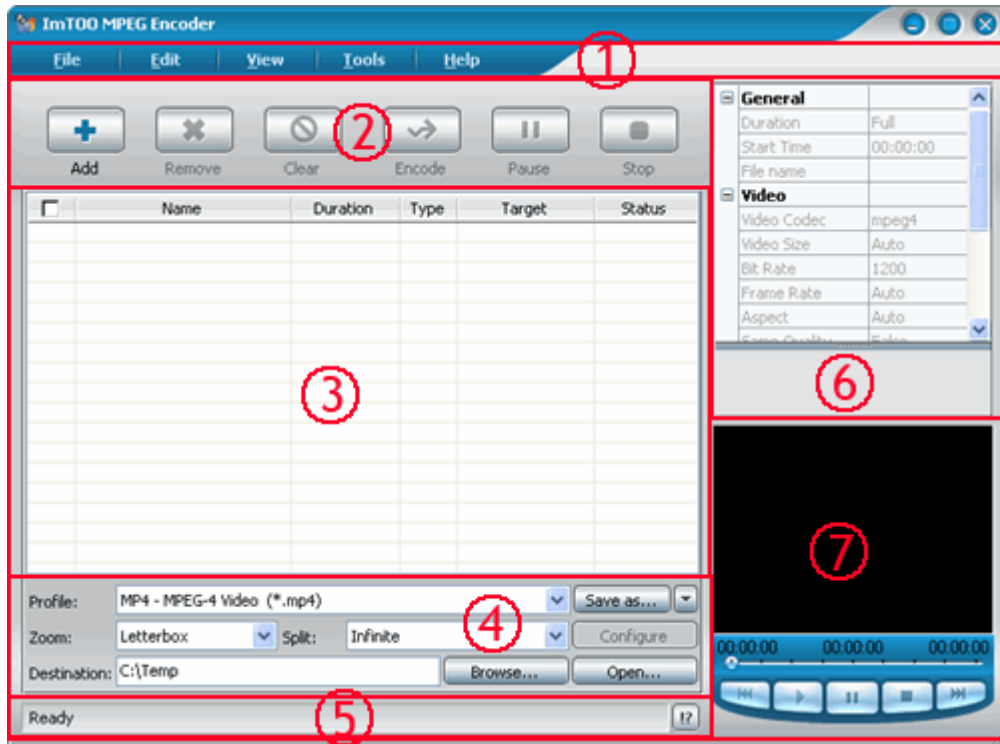 ImTOO MPEG Encoder
File Edit View Tools Help
1
2
Add Remove Clear Encode Pause Stop
Name Duration Type Target Status
3
General
Duration Full
Start Time 00:00:00
File name
Video
Video Codec mpeg4
Video Size Auto
Bit Rate 1200
Frame Rate Auto
Aspect Auto
Same Quality False
6
7
00:00:00 00:00:00 00:00:00
Profile: MP4 - MPEG-4 Video (*.mp4) Save as...
Zoom: Letterbox Split: Infinite Configure
4
Destination: C:\Temp Browse... Open...
Ready !?
5